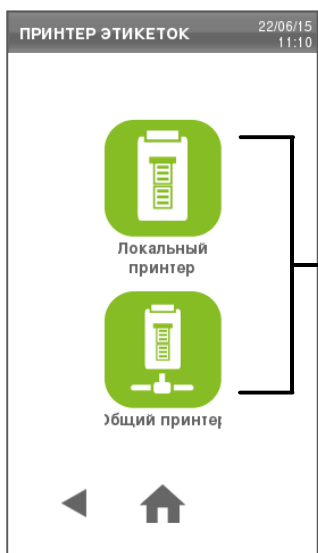 ПРИНТЕР ЭТИКЕТОК
22/06/15
11:10
Локальный
принтер
Общий принтер